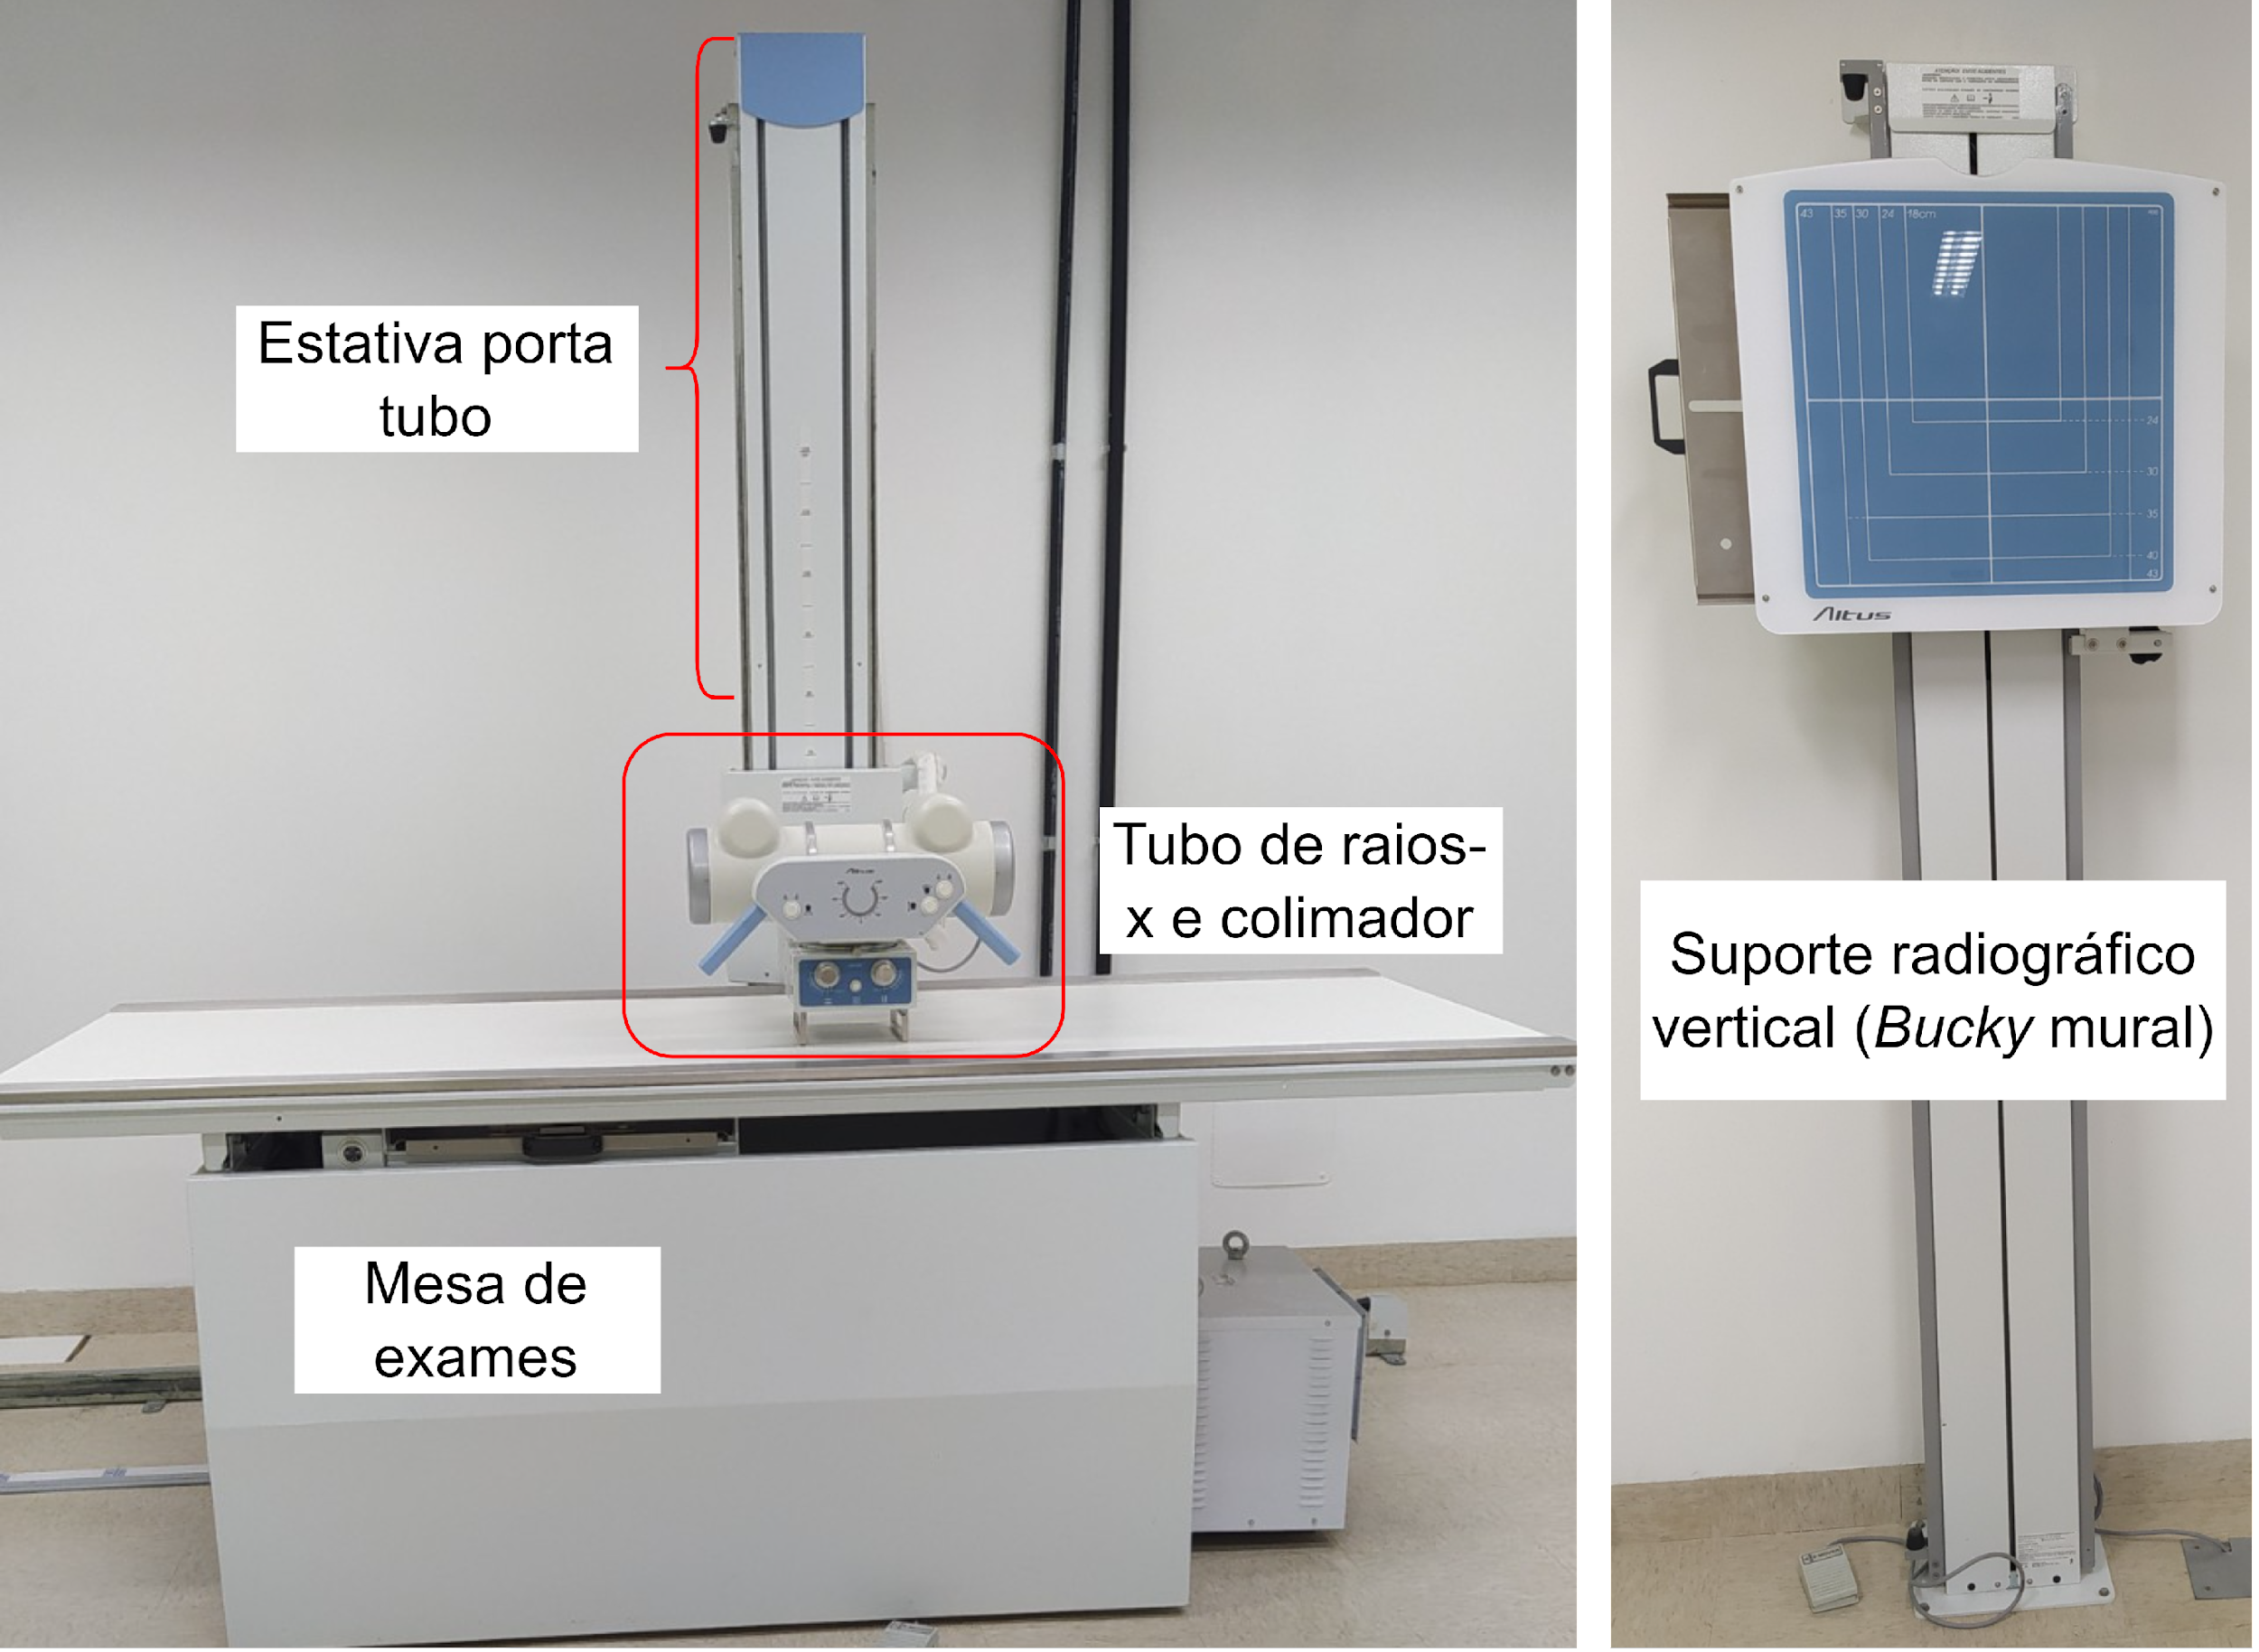 Estativa porta
tubo
Tubo de raios-
x e colimador
Mesa de
exames
Altus
43 35 30 24 18cm
24
30
35
40
43
Altus
Suporte radiográfico
vertical (Bucky mural)